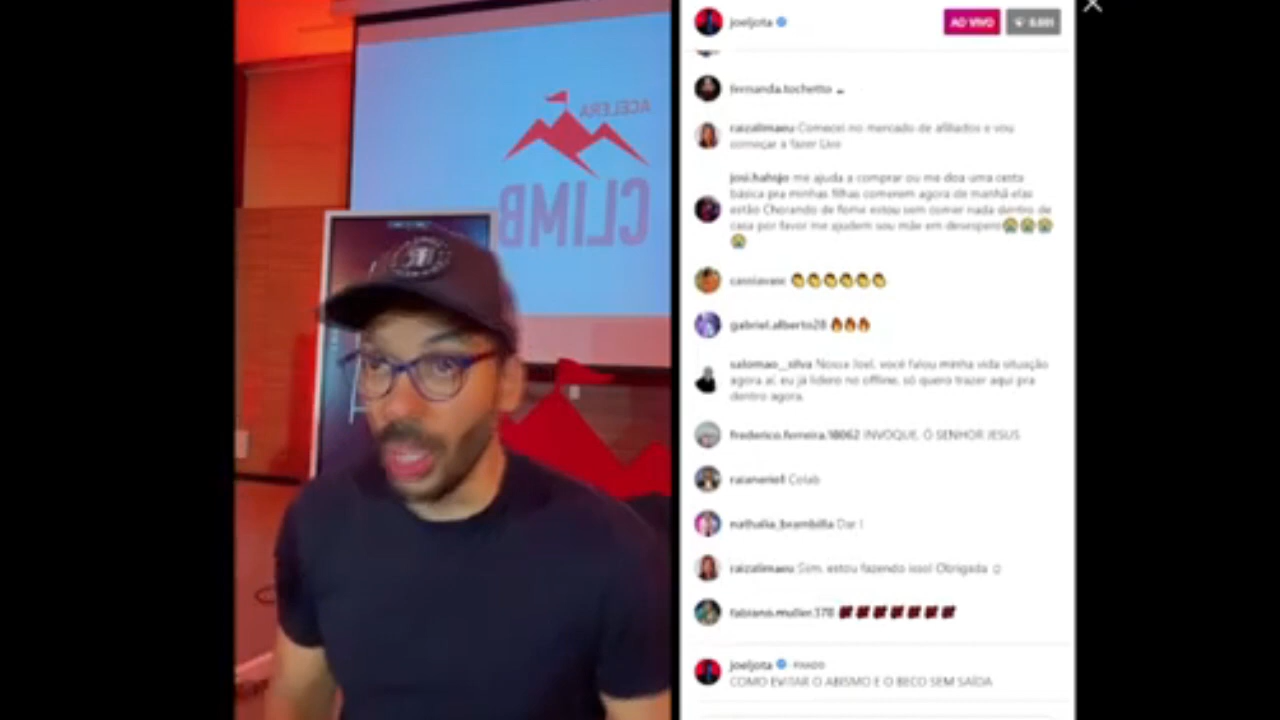 ACELERA
CLIMB
joeljota
AO VIVO
fernanda.tochetto
raizalimaeu Comecei no mercado de afiliados e vou
começar a fazer Live
josi.hahnjo me ajuda a comprar ou me doa uma cesta
básica pra minhas filhas comerem agora de manhã elas
estão Chorando de fome estou sem comer nada dentro de
casa por favor me ajudem sou mãe em desespero😭😭😭
😭
cassiavasc 👏👏👏👏👏👏
gabriel.alberto28 🔥🔥🔥
salomao__silva Nossa Joel, você falou minha vida situação
agora aí, eu já lidero no offline, só quero trazer aqui pra
dentro agora.
frederico.ferreira.18062 INVOQUE, Ó SENHOR JESUS
Colab
nathalia_brambilla Dar !
raizalimaeu Sim, estou fazendo isso! Obrigada ☺
fabiano.muller.378
joeljota FIXADO
COMO EVITAR O ABISMO E O BECO SEM SAÍDA